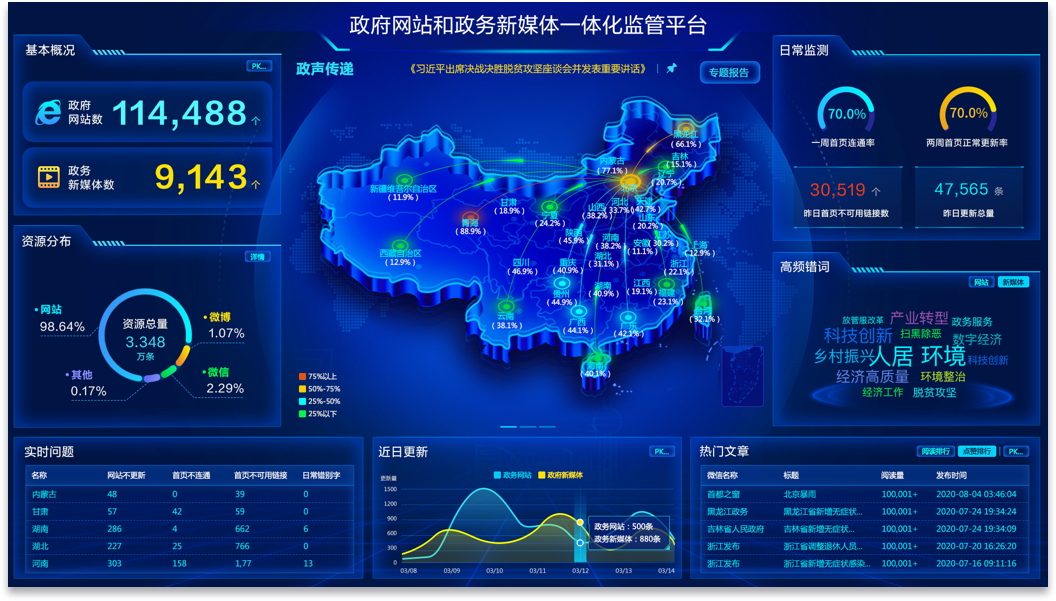 政府网站和政务新媒体一体化监管平台
基本概况
PK...
政府
网站数
114,488 个
政务
新媒体数
9,143 个
资源分布
详情
网站
98.64%
微博
1.07%
资源总量
3.348
万条
其他
0.17%
微信
2.29%
政声传递
《习近平出席决战决胜脱贫攻坚座谈会并发表重要讲话》
专题报告
黑龙江
(66.1%)
吉林
(15.1%)
辽宁
(20.7%)
内蒙古
(77.1%)
新疆维吾尔自治区
(11.9%)
甘肃
(18.9%)
宁夏
(24.2%)
山西
(38.2%)
河北
(33.7%)
天津
(42.7%)
山东
(20.2%)
青海
(88.9%)
陕西
(45.9%)
河南
(38.2%)
安徽
(11.1%)
江苏
(30.2%)
上海
(12.9%)
西藏自治区
(12.9%)
四川
(46.9%)
重庆
(40.9%)
湖北
(31.1%)
浙江
(22.1%)
贵州
(44.9%)
湖南
(40.9%)
江西
(19.1%)
福建
(23.1%)
云南
(38.1%)
广西
(44.1%)
广东
(42.1%)
台湾
(32.1%)
海南
(40.1%)
75%以上
50%-75%
25%-50%
25%以下
日常监测
70.0%
一周首页连通率
70.0%
两周首页正常更新率
30,519 个
昨日首页不可用链接数
47,565 条
昨日更新总量
高频错词
网站 新媒体
放管服改革 产业转型 政务服务
科技创新 扫黑除恶 数字经济
乡村振兴 人居 环境 科技创新
经济高质量 环境整治
经济工作 脱贫攻坚
实时问题
名称 网站不更新 首页不连通 首页不可用链接 日常错别字
内蒙古 48 0 39 0
甘肃 57 42 59 0
湖南 286 4 662 6
湖北 227 25 766 0
河南 303 158 1,77 13
近日更新
PK...
政务网站 政府新媒体
更新量
1500
1200
900
600
300
0
政务网站：500条
政务新媒体：880条
03/08 03/09 03/10 03/11 03/12 03/13 03/14
热门文章
阅读排行 点赞排行 PK...
微信名称 标题 阅读量 发布时间
首都之窗 北京暴雨 100,001+ 2020-08-04 03:46:04
黑龙江政务 黑龙江省新增无症状... 100,001+ 2020-07-24 19:34:24
吉林省人民政府 吉林省新增无症状... 100,001+ 2020-07-24 19:34:09
浙江发布 浙江省调整退休人员... 100,001+ 2020-07-20 16:26:20
浙江发布 浙江省新增无症状感染... 100,001+ 2020-07-16 09:11:16